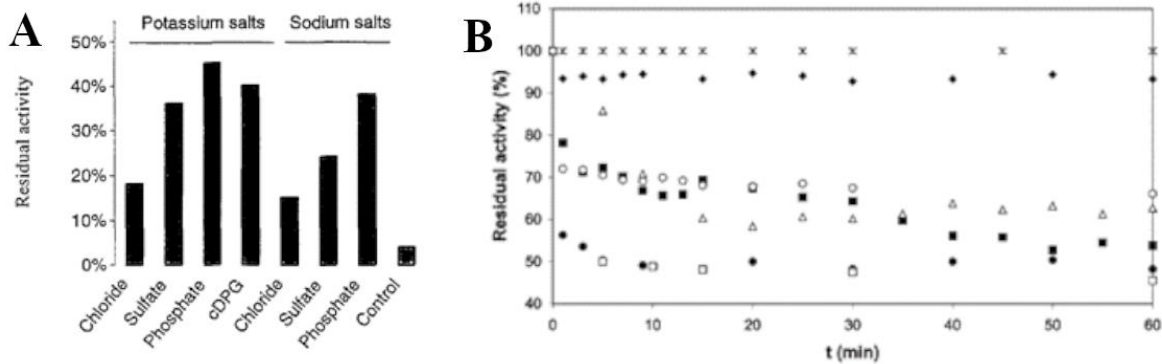 A
Potassium salts
Sodium salts
50%
40%
30%
20%
10%
0%
Residual activity
Chloride
Sulfate
Phosphate
cDPG
Chloride
Sulfate
Phosphate
Control
B
110
100
90
80
70
60
50
40
Residual activity (%)
0
10
20
30
40
50
60
t (min)